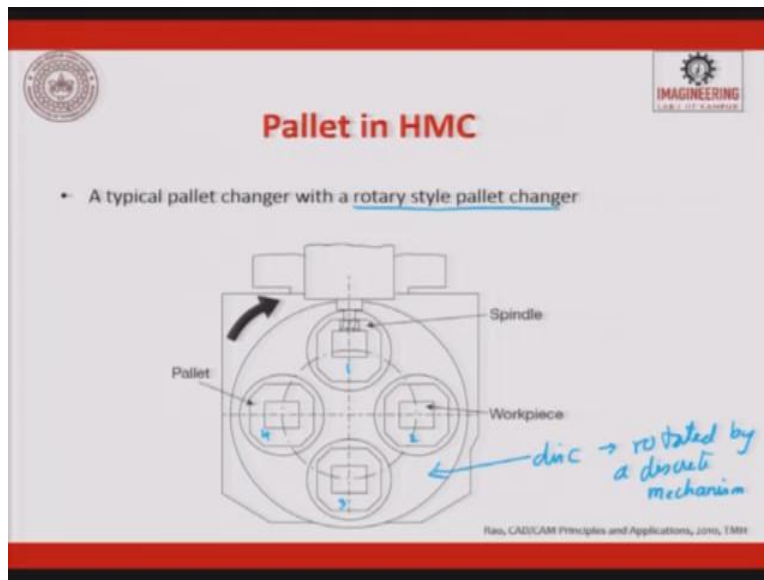 IMAGINEERING
Pallet in HMC
• A typical pallet changer with a rotary style pallet changer
Spindle
Pallet
1
4
2
Workpiece
3
disc → rotated by
a discrete
mechanism
Rao, CAD/CAM Principles and Applications, 2010, TMH